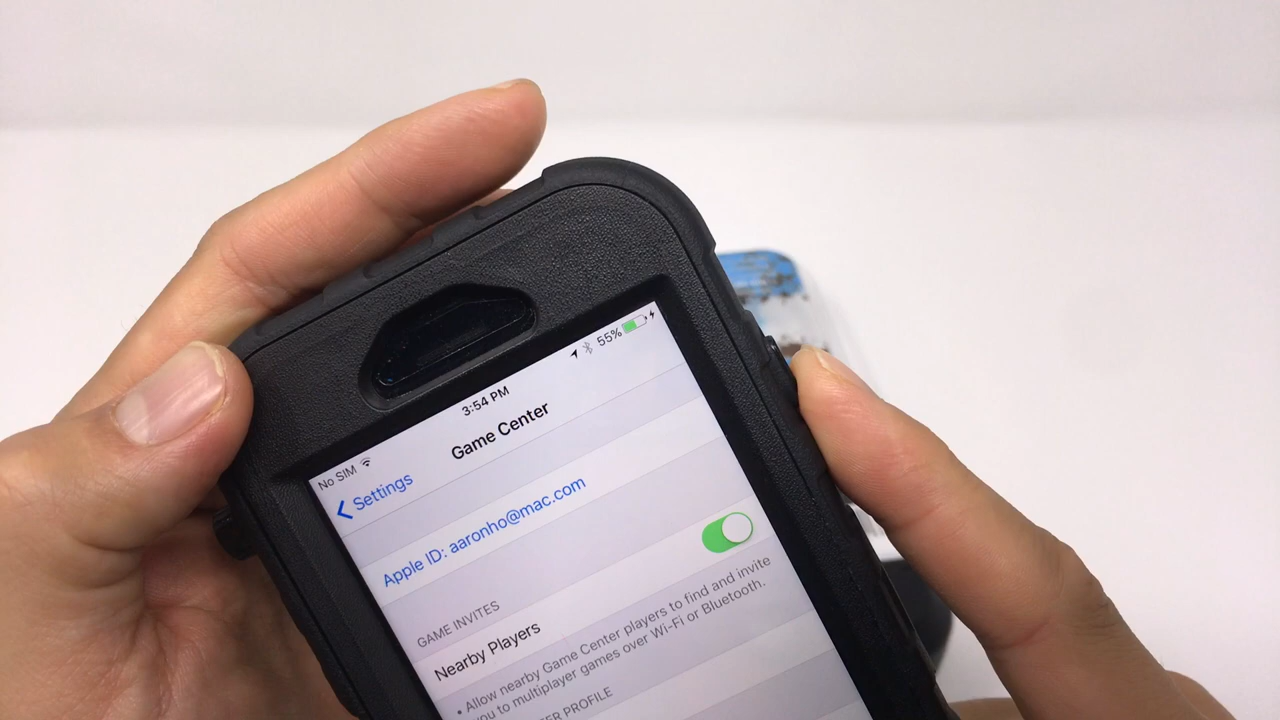 No SIM 3:54 PM 55%
Settings Game Center
Apple ID: aaronho@mac.com
GAME INVITES
Nearby Players
• Allow nearby Game Center players to find and invite
you to multiplayer games over Wi-Fi or Bluetooth.
PROFILE